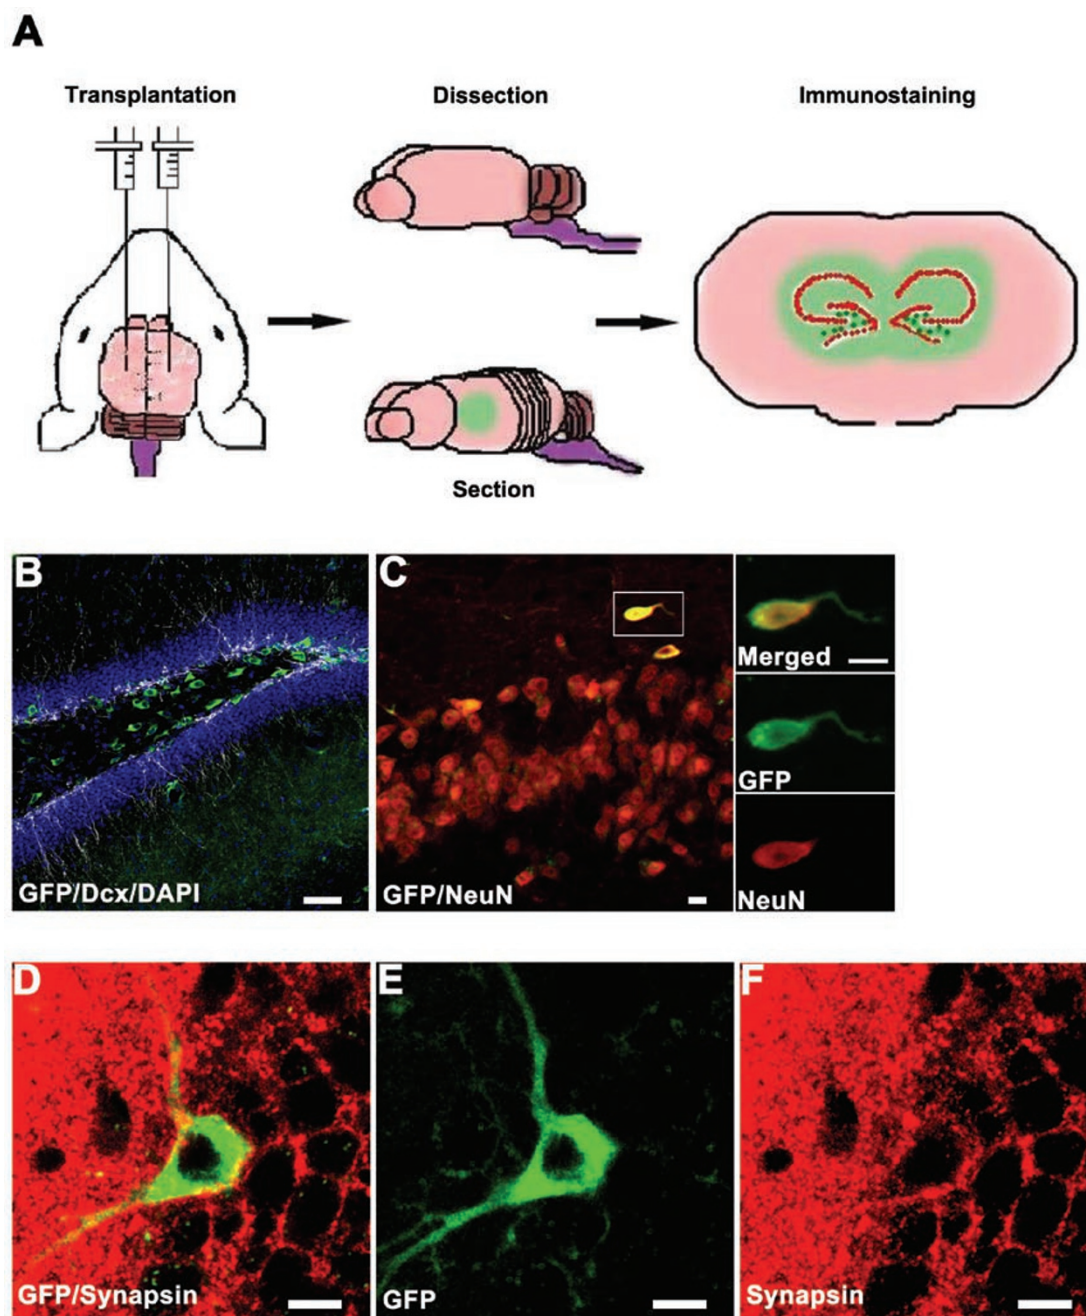 A
Transplantation
Dissection
Immunostaining
Section
B
GFP/Dcx/DAPI
C
GFP/NeuN
Merged
GFP
NeuN
D
GFP/Synapsin
E
GFP
F
Synapsin